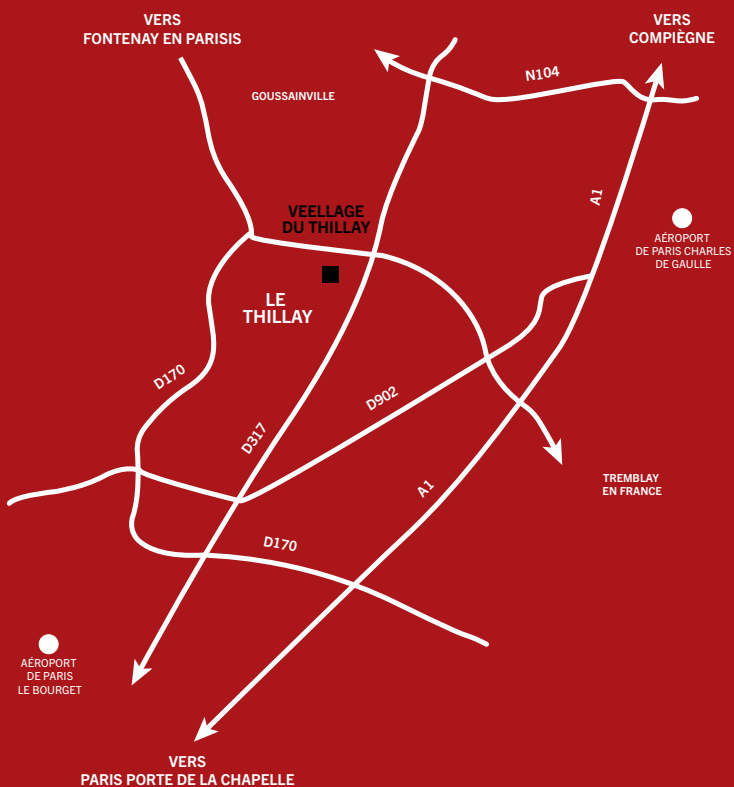 VERS
FONTENAY EN PARISIS
VERS
COMPIÈGNE
N104
GOUSSAINVILLE
A1
VEELLAGE
DU THILLAY
AÉROPORT
DE PARIS CHARLES
DE GAULLE
LE
THILLAY
D170
D902
D317
A1
TREMBLAY
EN FRANCE
D170
AÉROPORT
DE PARIS
LE BOURGET
VERS
PARIS PORTE DE LA CHAPELLE